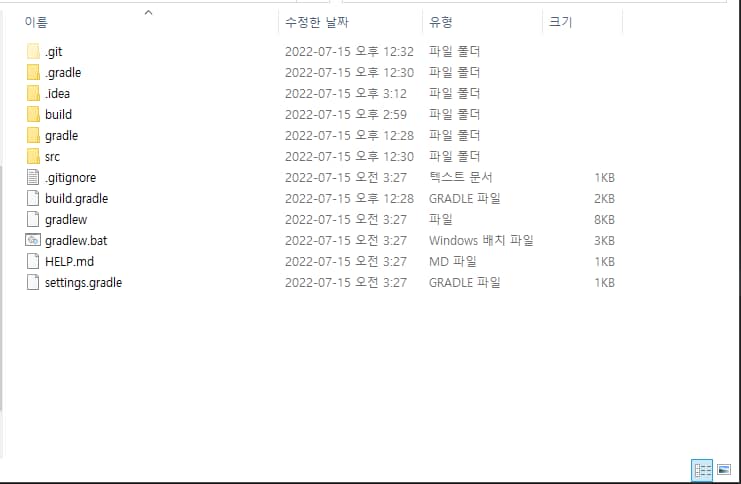 이름 수정한 날짜 유형 크기
.git 2022-07-15 오후 12:32 파일 폴더
.gradle 2022-07-15 오후 12:30 파일 폴더
.idea 2022-07-15 오후 3:12 파일 폴더
build 2022-07-15 오후 2:59 파일 폴더
gradle 2022-07-15 오후 12:28 파일 폴더
src 2022-07-15 오후 12:30 파일 폴더
.gitignore 2022-07-15 오전 3:27 텍스트 문서 1KB
build.gradle 2022-07-15 오후 12:28 GRADLE 파일 2KB
gradlew 2022-07-15 오전 3:27 파일 8KB
gradlew.bat 2022-07-15 오전 3:27 Windows 배치 파일 3KB
HELP.md 2022-07-15 오전 3:27 MD 파일 1KB
settings.gradle 2022-07-15 오전 3:27 GRADLE 파일 1KB